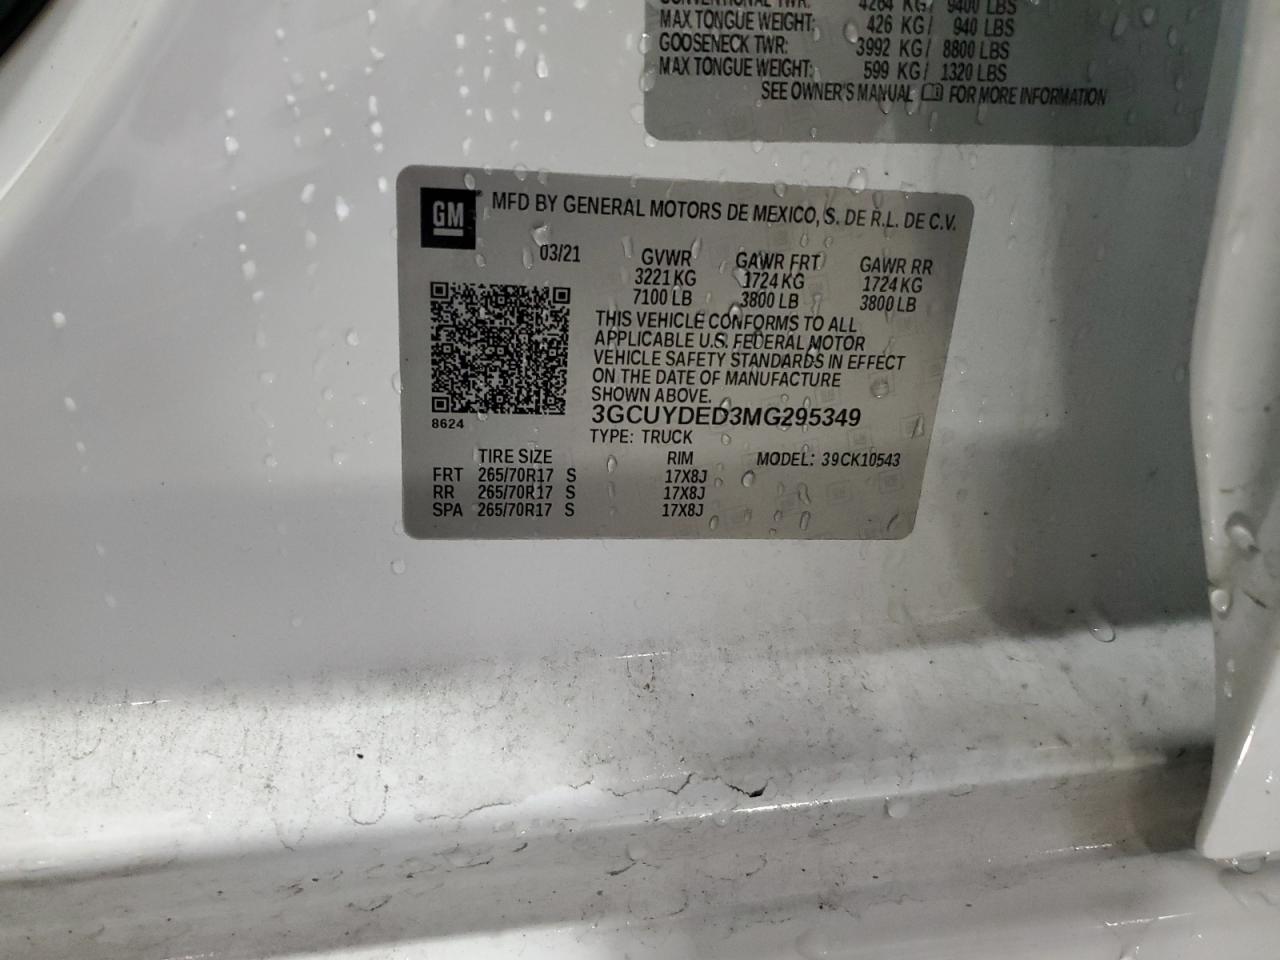 CONVENTIONAL TWR: 4264 KG/ 9400 LBS
MAX TONGUE WEIGHT: 426 KG/ 940 LBS
GOOSENECK TWR: 3992 KG/ 8800 LBS
MAX TONGUE WEIGHT: 599 KG/ 1320 LBS
SEE OWNER'S MANUAL FOR MORE INFORMATION
GM MFD BY GENERAL MOTORS DE MEXICO, S. DE R.L. DE C.V.
03/21 GVWR GAWR FRT GAWR RR
3221 KG 1724 KG 1724 KG
7100 LB 3800 LB 3800 LB
THIS VEHICLE CONFORMS TO ALL
APPLICABLE U.S. FEDERAL MOTOR
VEHICLE SAFETY STANDARDS IN EFFECT
ON THE DATE OF MANUFACTURE
SHOWN ABOVE.
3GCUYDED3MG295349
8624
TYPE: TRUCK
TIRE SIZE RIM MODEL: 39CK10543
FRT 265/70R17 S 17X8J
RR 265/70R17 S 17X8J
SPA 265/70R17 S 17X8J